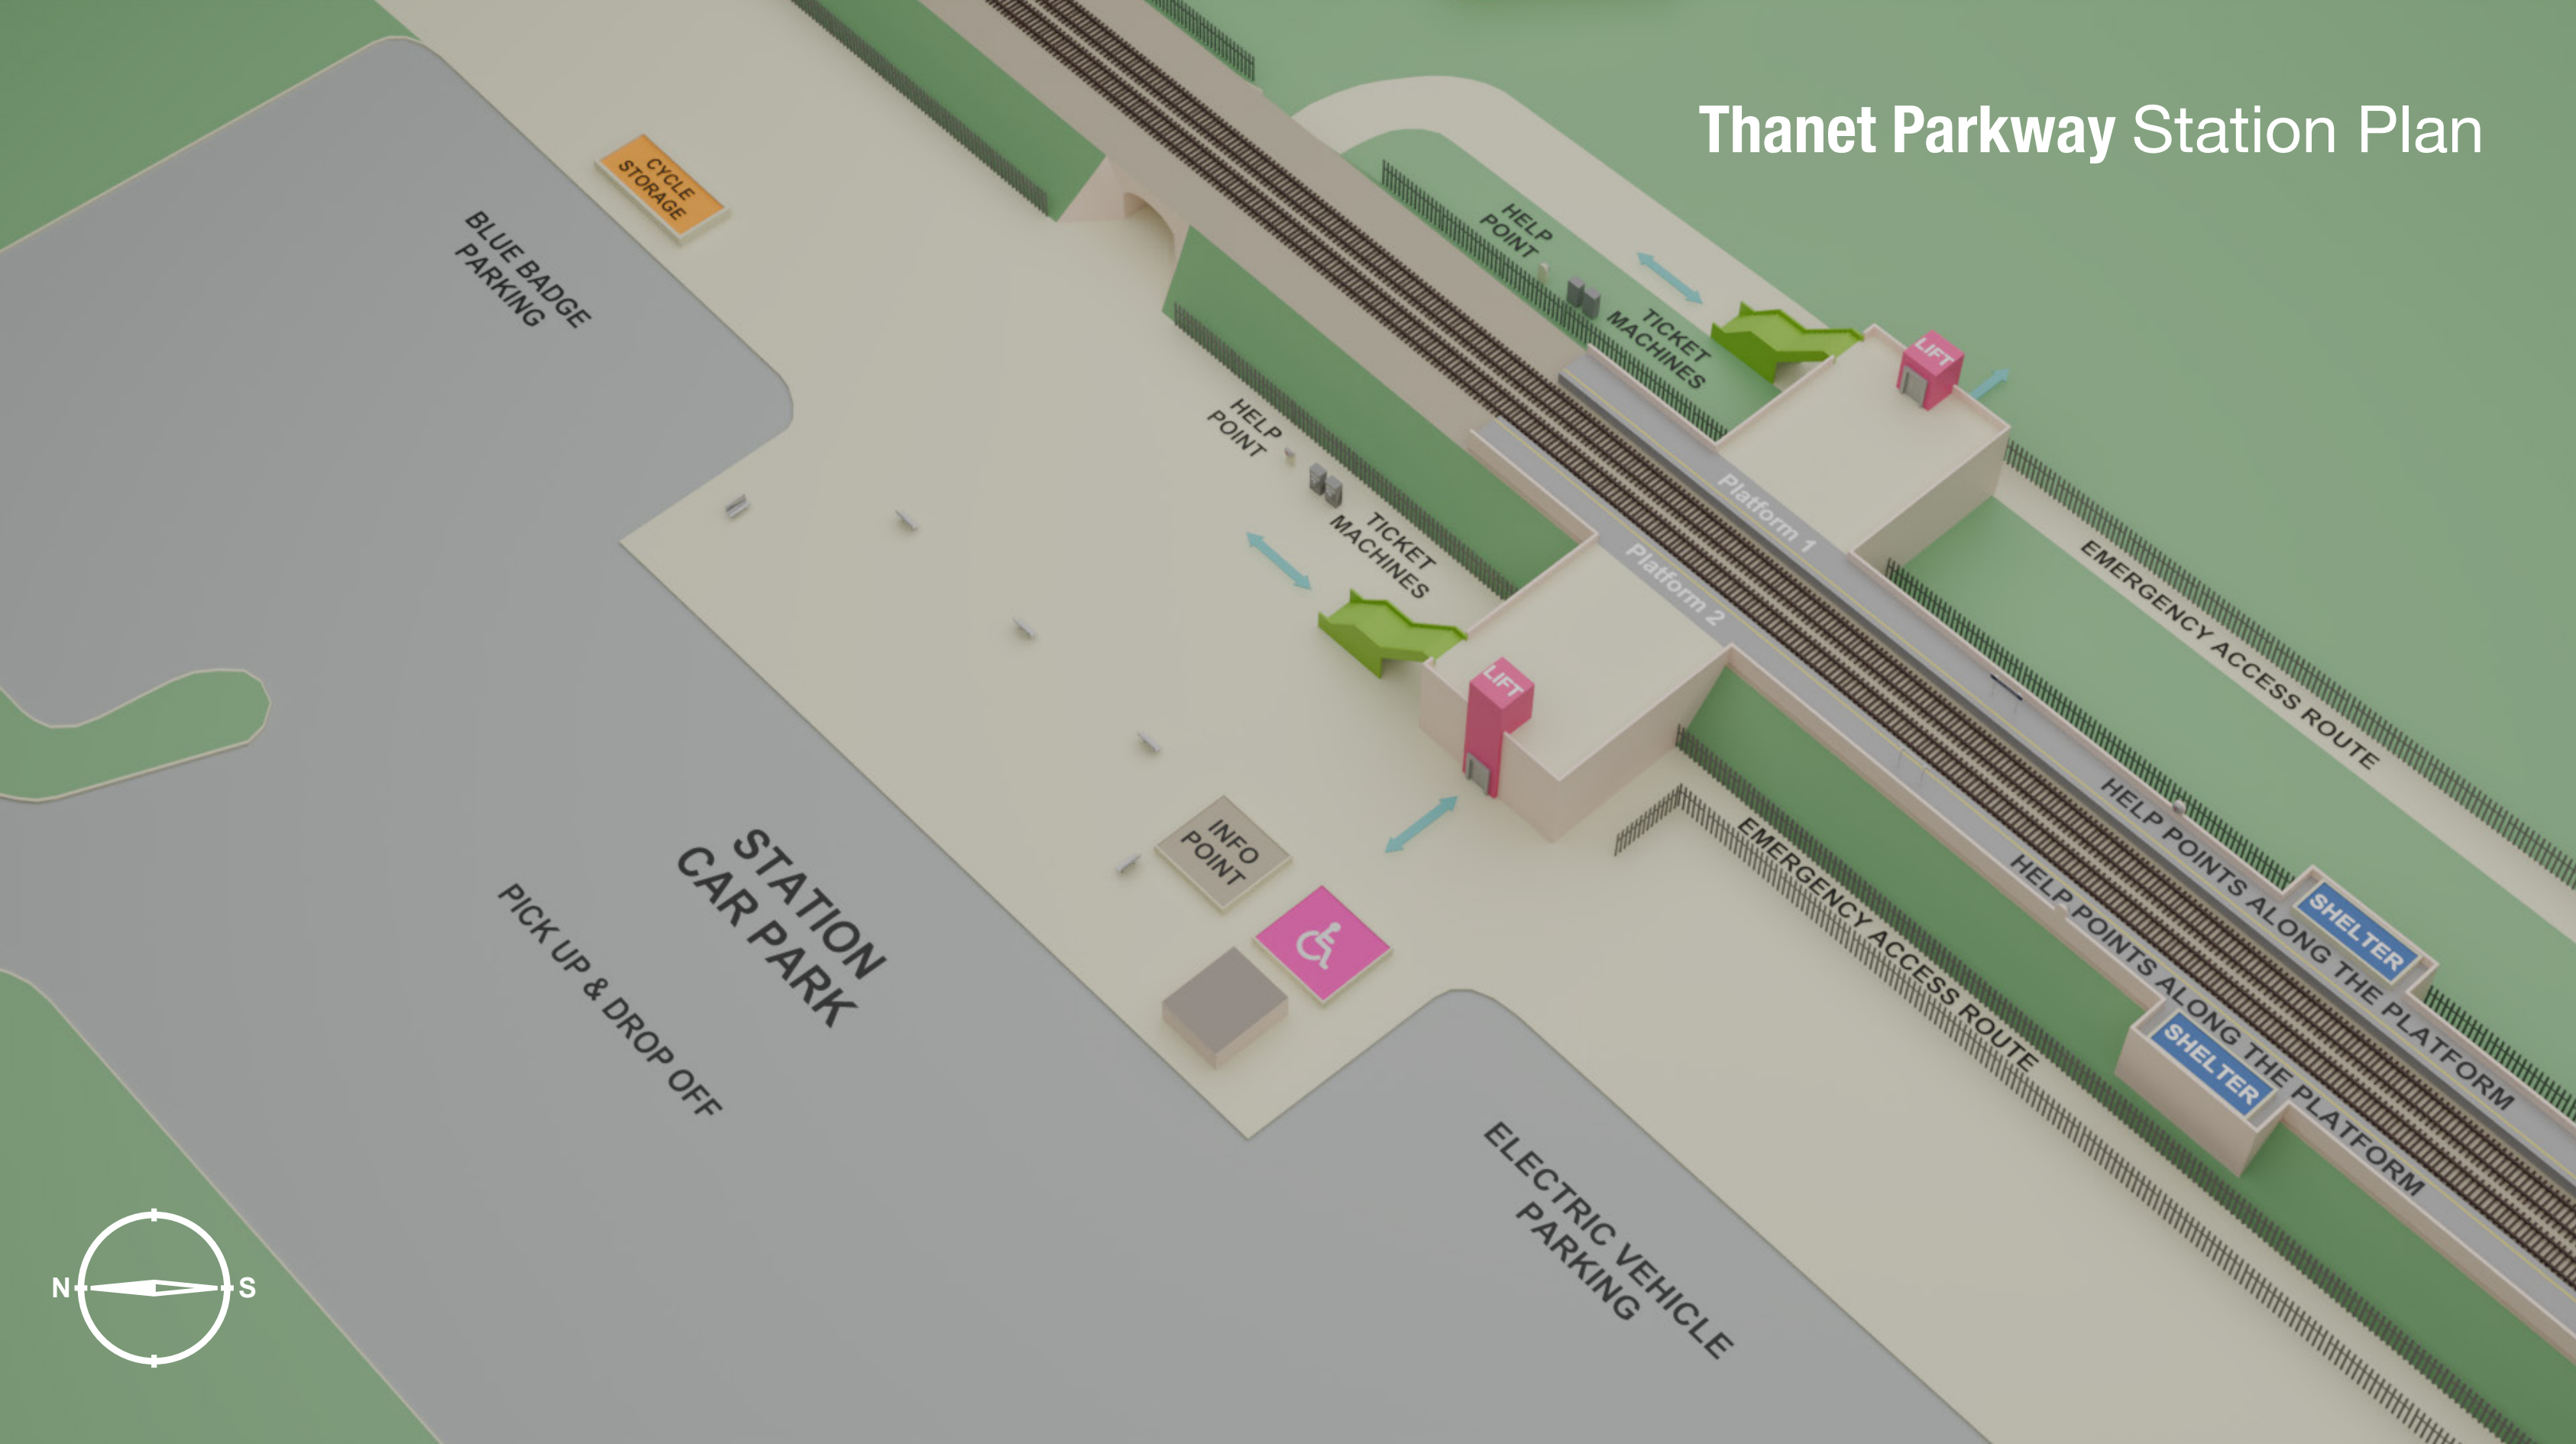 Thanet Parkway Station Plan
CYCLE
STORAGE
BLUE BADGE
PARKING
HELP
POINT
TICKET
MACHINES
LIFT
Platform 1
HELP
POINT
TICKET
MACHINES
Platform 2
LIFT
EMERGENCY ACCESS ROUTE
HELP POINTS ALONG THE PLATFORM
SHELTER
HELP POINTS ALONG THE PLATFORM
SHELTER
EMERGENCY ACCESS ROUTE
INFO
POINT
STATION
CAR PARK
PICK UP & DROP OFF
ELECTRIC VEHICLE
PARKING
N S